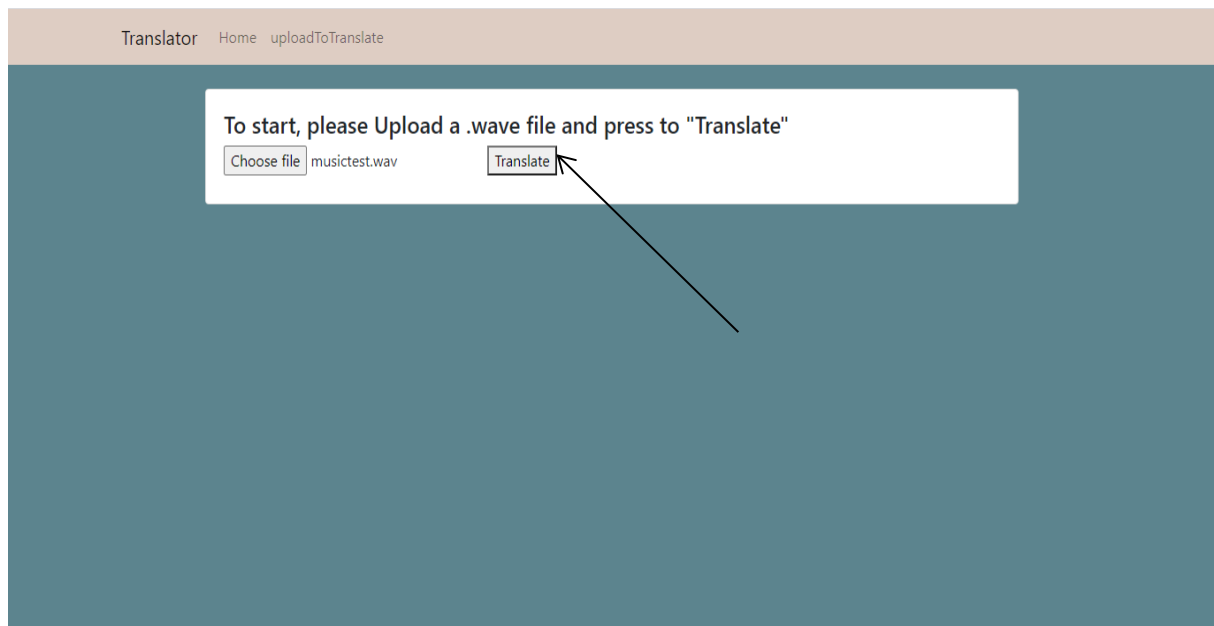 Translator Home uploadToTranslate
To start, please Upload a .wave file and press to "Translate"
Choose file musictest.wav Translate